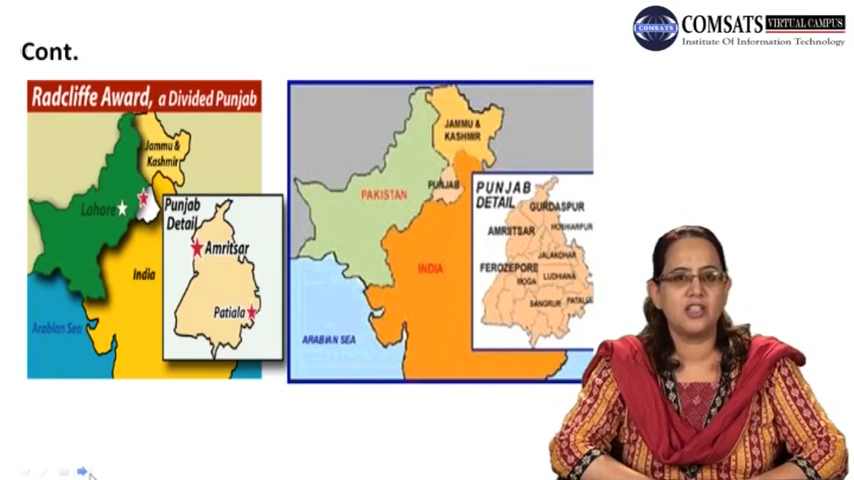 COMSATS VIRTUAL CAMPUS
COMSATS
Institute Of Information Technology
Cont.
Radcliffe Award, a Divided Punjab
Jammu &
Kashmir
Lahore
Punjab
Detail
Amritsar
India
Patiala
Arabian Sea
JAMMU &
KASHMIR
PAKISTAN
PUNJAB
INDIA
ARABIAN SEA
PUNJAB
DETAIL
GURDASPUR
AMRITSAR
HOSHIARPUR
JALANDHAR
FEROZEPORE
MOGA
LUDHIANA
SANGRUR
PATIALA